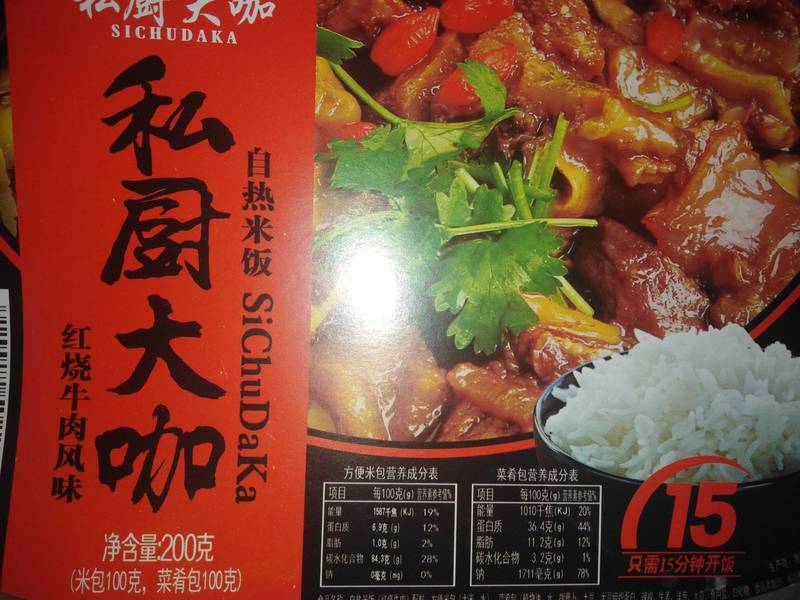 私厨大咖
SICHUDAKA
私厨大咖
自热米饭 SiChuDaKa
红烧牛肉风味
净含量:200克
(米包100克，菜肴包100克)
方便米包营养成分表
项目 每100克(g) 营养素参考值%
能量 1587千焦(KJ) 19%
蛋白质 6.9克(g) 12%
脂肪 1.0克(g) 2%
碳水化合物 84.3克(g) 28%
钠 0毫克(mg) 0%
菜肴包营养成分表
项目 每100克(g) 营养素参考值%
能量 1010千焦(KJ) 20%
蛋白质 36.4克(g) 44%
脂肪 11.2克(g) 12%
碳水化合物 3.2克(g) 1%
钠 1711毫克(g) 78%
15
只需15分钟开饭